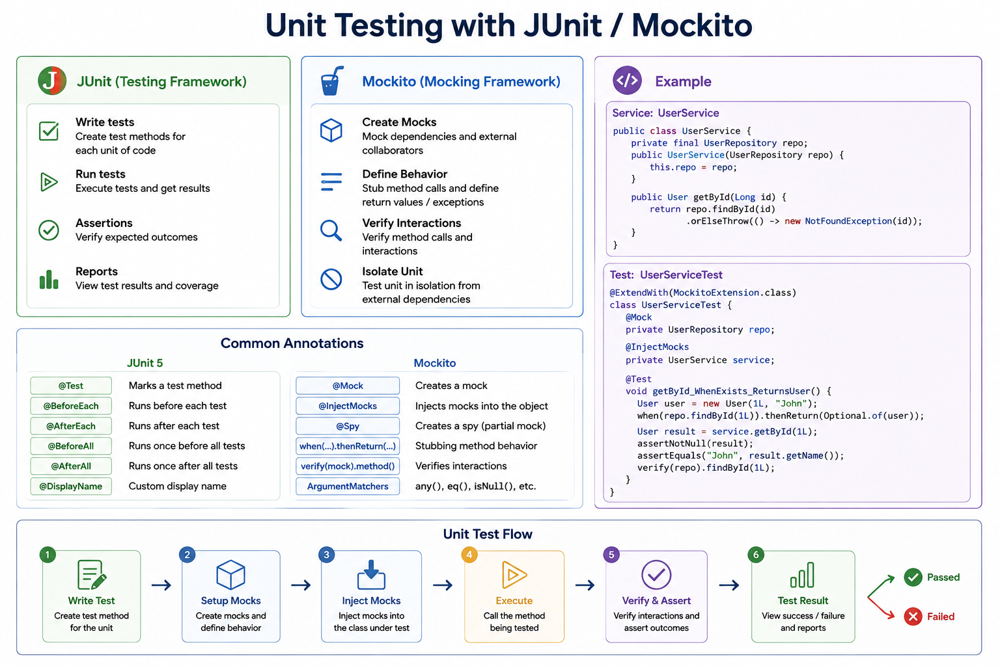 Unit Testing with JUnit / Mockito
J
JUnit (Testing Framework)
Write tests
Create test methods for
each unit of code
Run tests
Execute tests and get results
Assertions
Verify expected outcomes
Reports
View test results and coverage
Mockito (Mocking Framework)
Create Mocks
Mock dependencies and external
collaborators
Define Behavior
Stub method calls and define
return values / exceptions
Verify Interactions
Verify method calls and
interactions
Isolate Unit
Test unit in isolation from
external dependencies
</> Example
Service: UserService
public class UserService {
    private final UserRepository repo;
    public UserService(UserRepository repo) {
        this.repo = repo;
    }
    public User getById(Long id) {
        return repo.findById(id)
                .orElseThrow(() -> new NotFoundException(id));
    }
}
Test: UserServiceTest
@ExtendWith(MockitoExtension.class)
class UserServiceTest {
    @Mock
    private UserRepository repo;
    @InjectMocks
    private UserService service;
    @Test
    void getById_WhenExists_ReturnsUser() {
        User user = new User(1L, "John");
        when(repo.findById(1L)).thenReturn(Optional.of(user));
        User result = service.getById(1L);
        assertNotNull(result);
        assertEquals("John", result.getName());
        verify(repo).findById(1L);
    }
}
Common Annotations
JUnit 5
@Test Marks a test method
@BeforeEach Runs before each test
@AfterEach Runs after each test
@BeforeAll Runs once before all tests
@AfterAll Runs once after all tests
@DisplayName Custom display name
Mockito
@Mock Creates a mock
@InjectMocks Injects mocks into the object
@Spy Creates a spy (partial mock)
when(...).thenReturn(...) Stubbing method behavior
verify(mock).method() Verifies interactions
ArgumentMatchers any(), eq(), isNull(), etc.
Unit Test Flow
1
Write Test
Create test method
for the unit
2
Setup Mocks
Create mocks and
define behavior
3
Inject Mocks
Inject mocks into
the class under test
4
Execute
Call the method
being tested
5
Verify & Assert
Verify interactions and
assert outcomes
6
Test Result
View success / failure
and reports
Passed
Failed